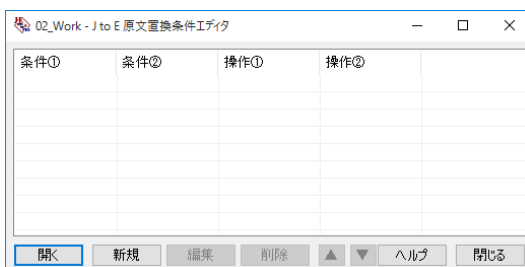 02_Work - J to E 原文置換条件エディタ
条件① 条件② 操作① 操作②
開く 新規 編集 削除 ▲ ▼ ヘルプ 閉じる